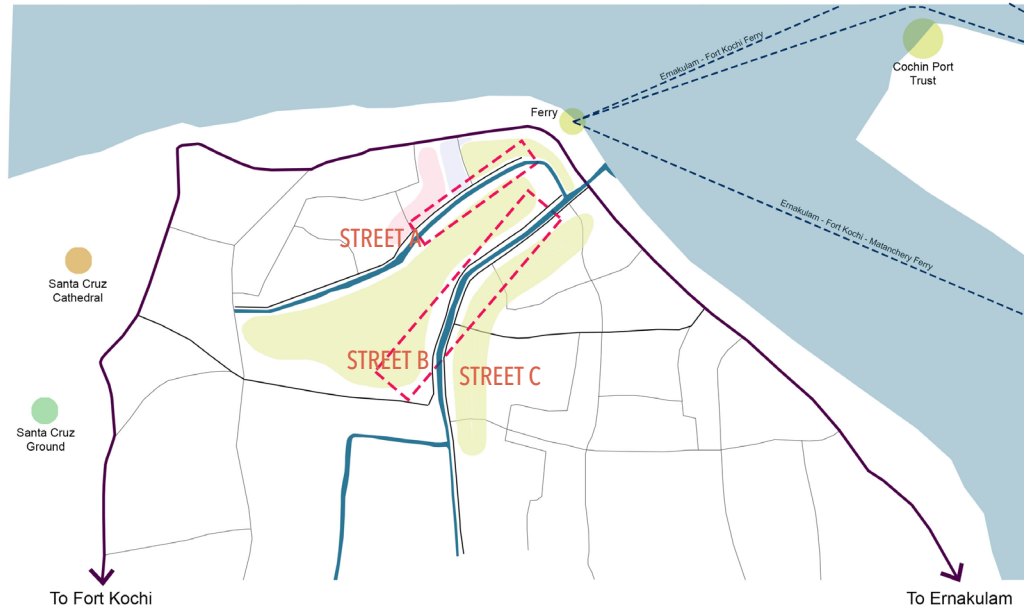 Ernakulam - Fort Kochi Ferry
Cochin Port
Trust
Ferry
Ernakulam - Fort Kochi - Matanchery Ferry
STREET A
Santa Cruz
Cathedral
STREET B
STREET C
Santa Cruz
Ground
To Fort Kochi
To Ernakulam